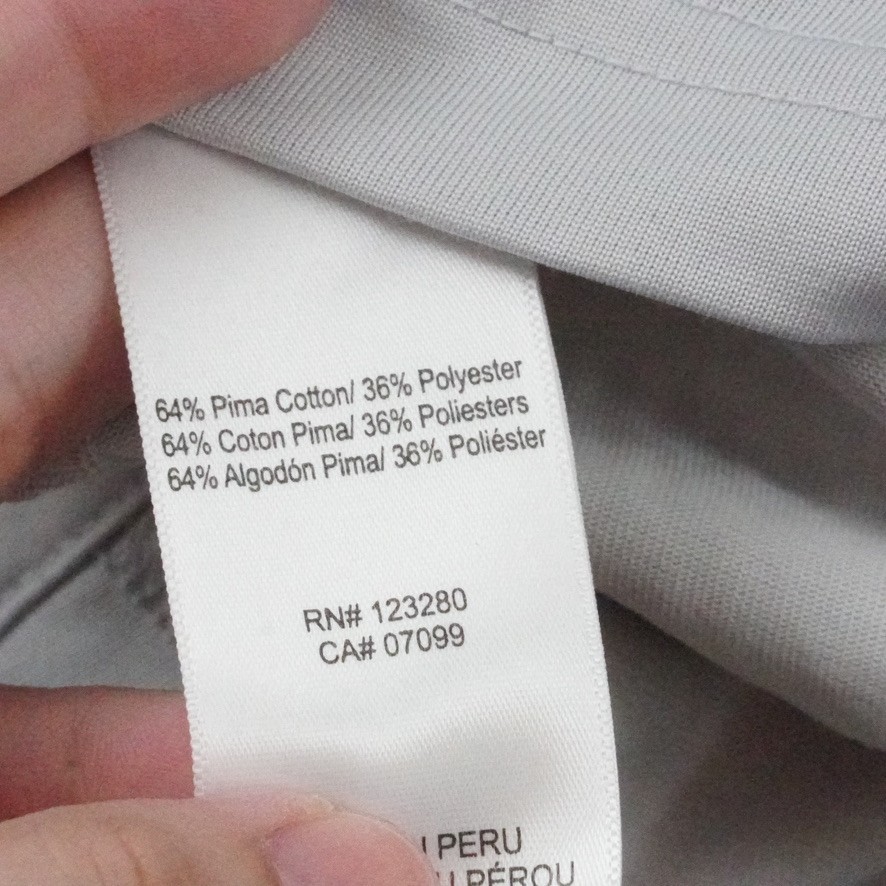 64% Pima Cotton/ 36% Polyester
64% Coton Pima/ 36% Poliesters
64% Algodón Pima/ 36% Poliéster
RN# 123280
CA# 07099
PERU
PÉROU